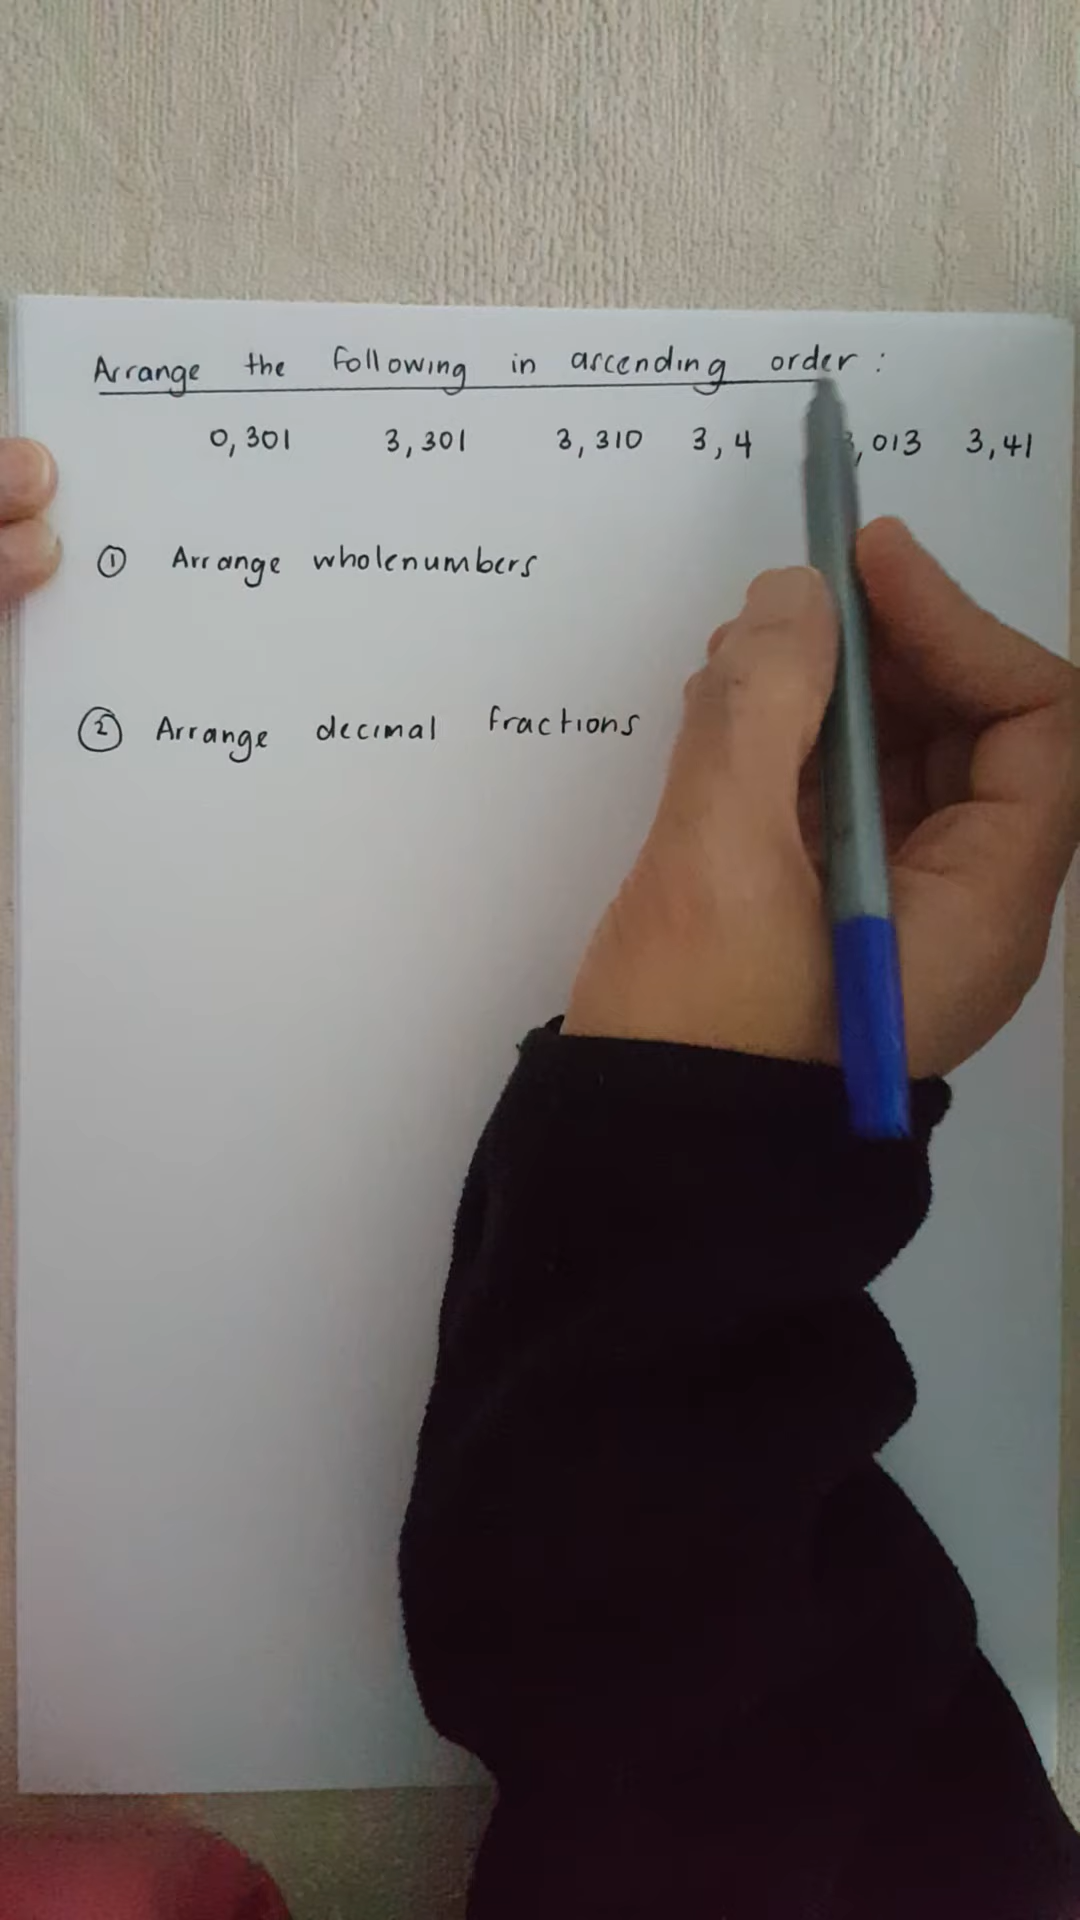 Arrange the following in ascending order :
0,301 3,301 3,310 3,4 3,013 3,41
① Arrange wholenumbers
② Arrange decimal fractions